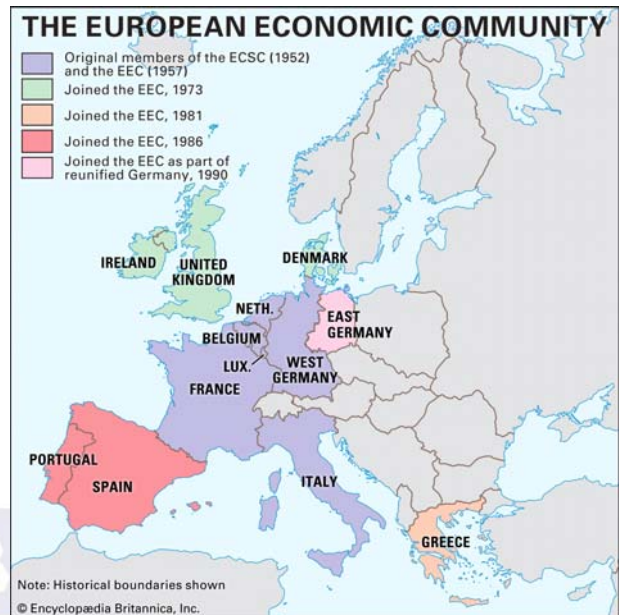 THE EUROPEAN ECONOMIC COMMUNITY
Original members of the ECSC (1952)
and the EEC (1957)
Joined the EEC, 1973
Joined the EEC, 1981
Joined the EEC, 1986
Joined the EEC as part of
reunified Germany, 1990
IRELAND
UNITED
KINGDOM
DENMARK
NETH.
EAST
GERMANY
BELGIUM
LUX.
WEST
GERMANY
FRANCE
PORTUGAL
SPAIN
ITALY
GREECE
Note: Historical boundaries shown
© Encyclopædia Britannica, Inc.